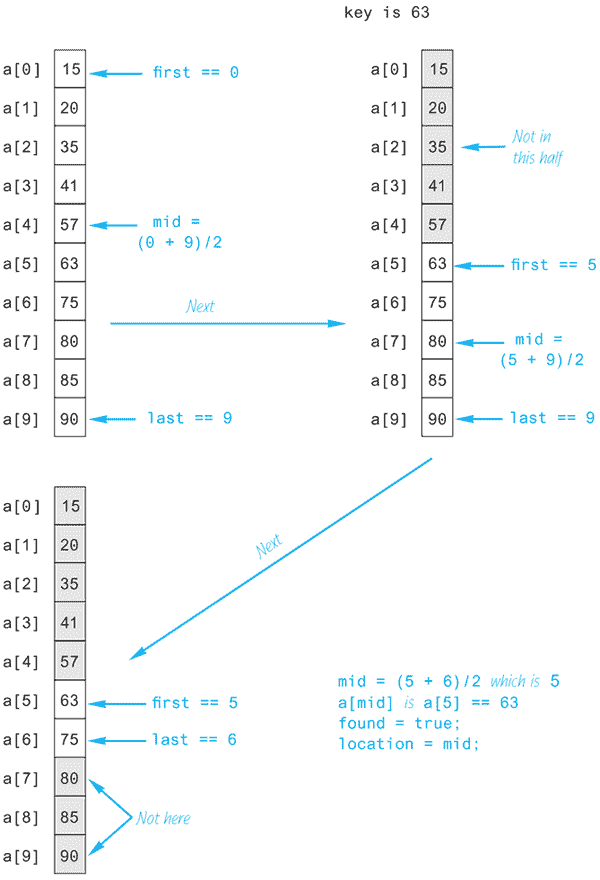 key is 63
a[0] 15 first == 0
a[1] 20
a[2] 35
a[3] 41
a[4] 57 mid =
(0 + 9)/2
a[5] 63
a[6] 75
Next
a[7] 80
a[8] 85
a[9] 90 last == 9
a[0] 15
a[1] 20
a[2] 35 Not in
this half
a[3] 41
a[4] 57
a[5] 63 first == 5
a[6] 75
a[7] 80 mid =
(5 + 9)/2
a[8] 85
a[9] 90 last == 9
Next
a[0] 15
a[1] 20
a[2] 35
a[3] 41
a[4] 57
a[5] 63 first == 5
a[6] 75 last == 6
a[7] 80
a[8] 85 Not here
a[9] 90
mid = (5 + 6)/2 which is 5
a[mid] is a[5] == 63
found = true;
location = mid;